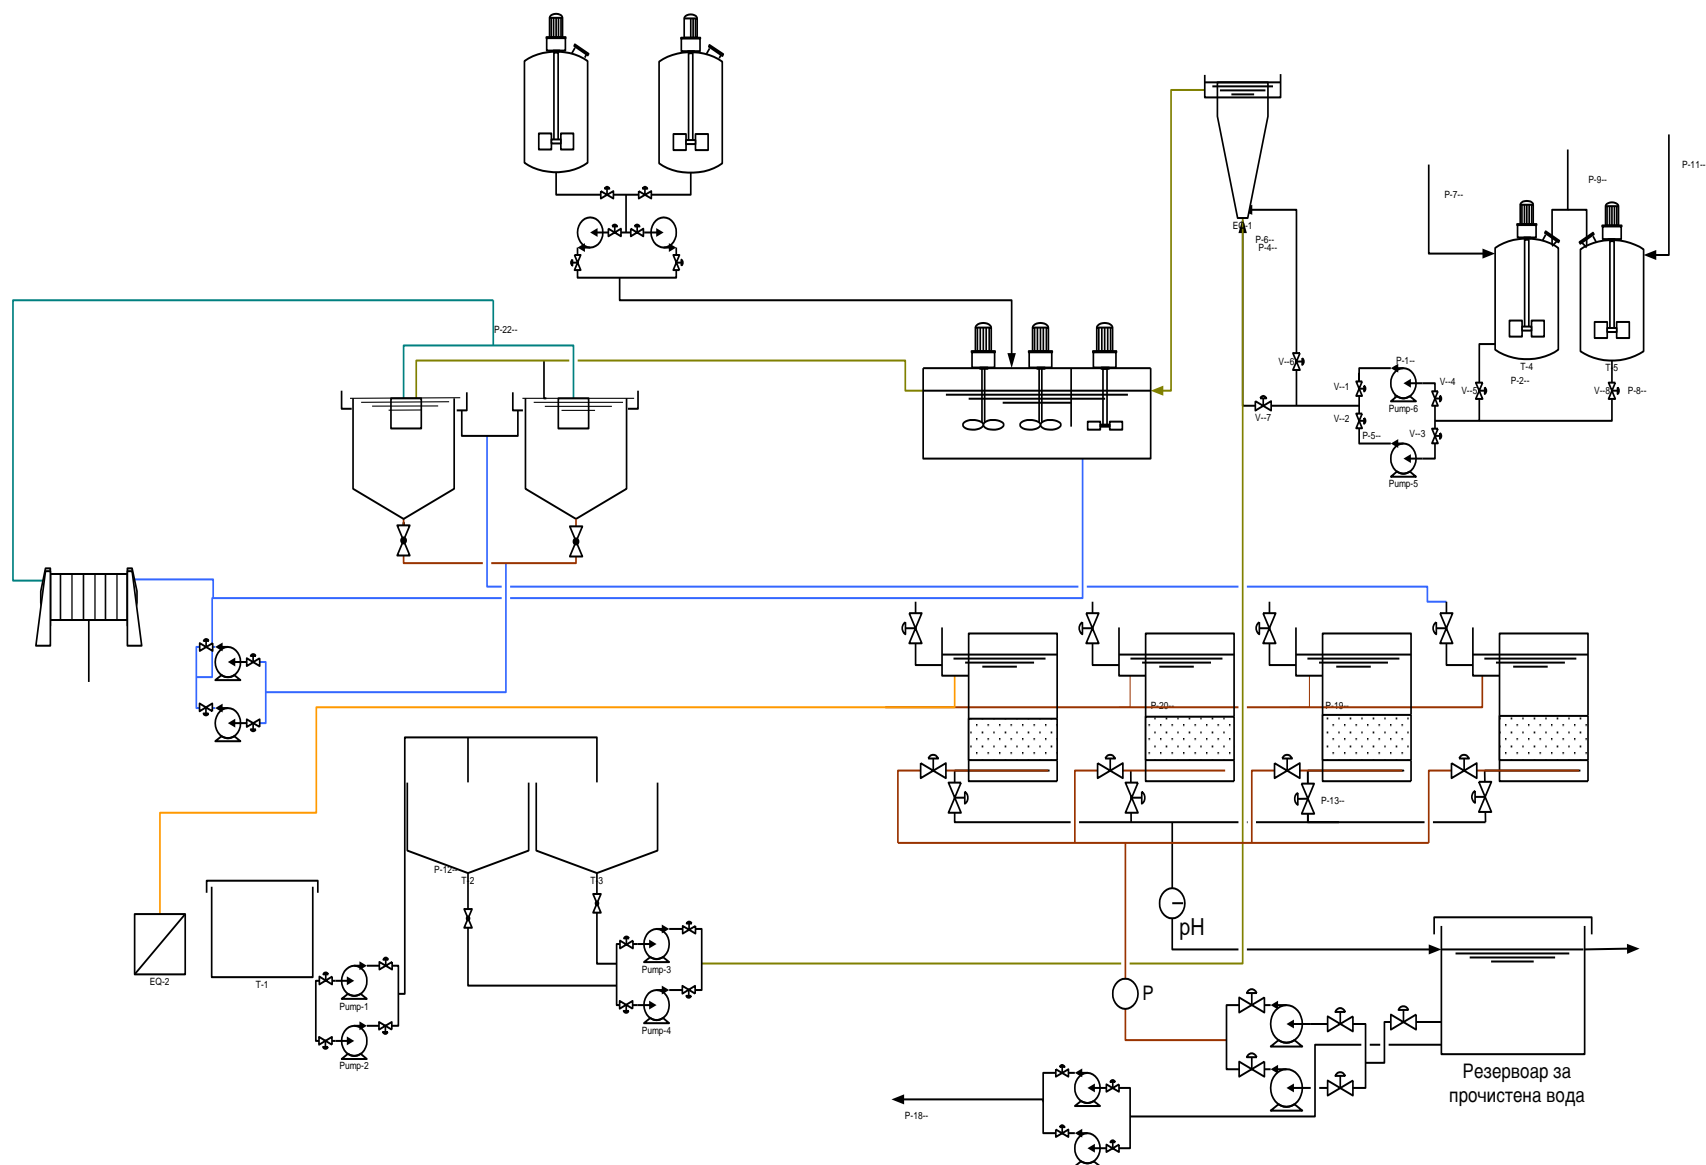 P-11--
P-9--
P-7--
EQ-1
P-6--
P-4--
P-22--
V--6
P-1--
T-4
T-5
P-2--
V--1
V--4
V--5
V--8
P-8--
Pump-6
V--7
V--2
P-5--
V--3
Pump-5
P-20--
P-19--
P-13--
P-12--
T-2
T-3
pH
EQ-2
T-1
Pump-3
Pump-1
P
Pump-4
Pump-2
Резервоар за
прочистена вода
P-18--